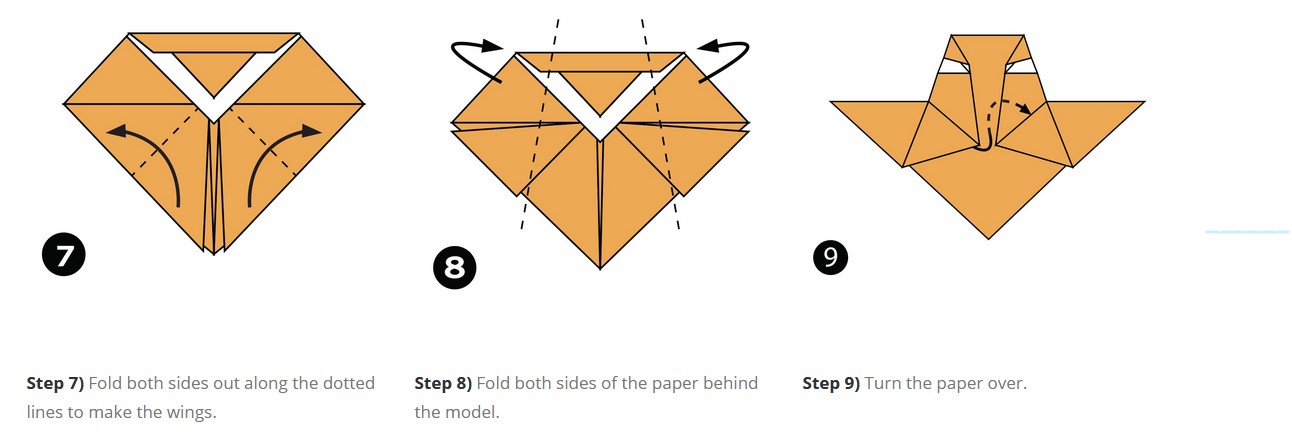 7
8
9
Step 7) Fold both sides out along the dotted
lines to make the wings.
Step 8) Fold both sides of the paper behind
the model.
Step 9) Turn the paper over.